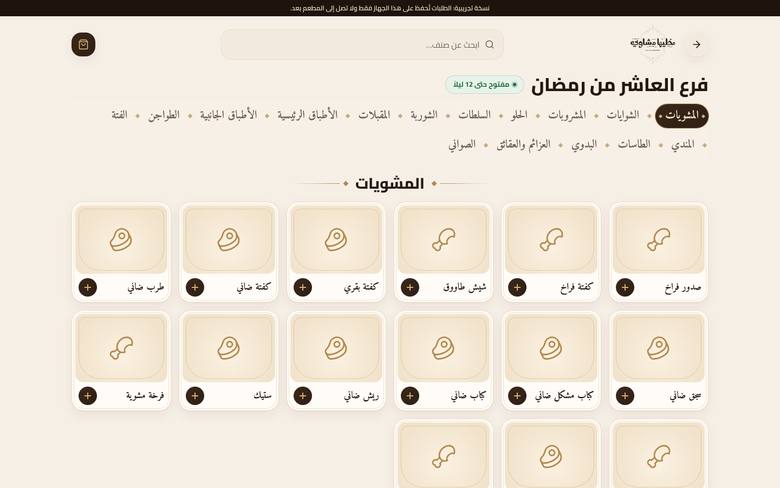 نسخة تجريبية: الطلبات تُحفظ على هذا الجهاز فقط ولا تصل إلى المطعم بعد.
ابحث عن صنف...
فرع العاشر من رمضان
مفتوح حتى 12 ليلاً
المشويات الشوايات المشروبات الحلو السلطات الشوربة المقبلات الأطباق الرئيسية الأطباق الجانبية الطواجن الفتة
المندي الطاسات البدوي العزائم والعقائق الصواني
المشويات
صدور فراخ
كفتة فراخ
شيش طاووق
كفتة بقري
كفتة ضاني
طرب ضاني
سجق ضاني
كباب مشكل ضاني
كباب ضاني
ريش ضاني
ستيك
فرخة مشوية